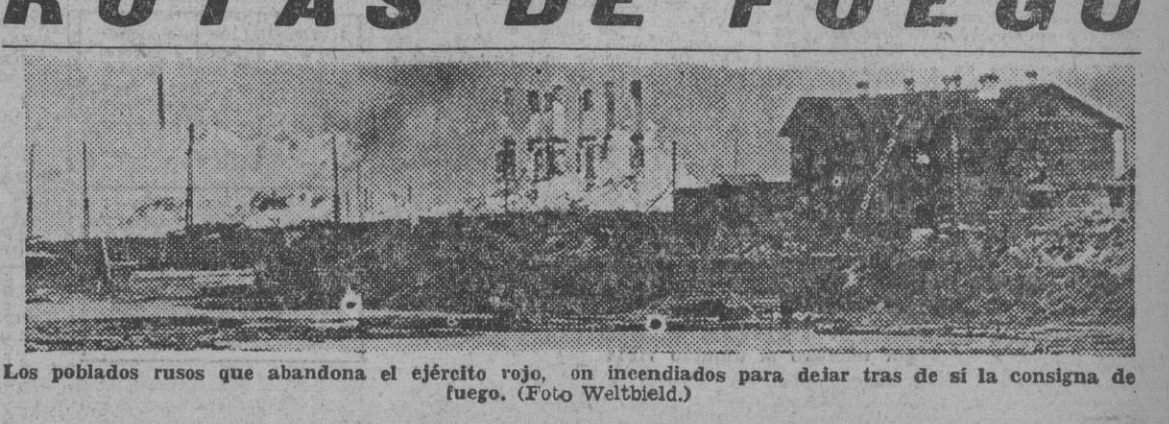 RUTAS DE FUEGO
Los poblados rusos que abandona el ejército rojo, on incendiados para dejar tras de sí la consigna de
fuego. (Foto Weltbield.)